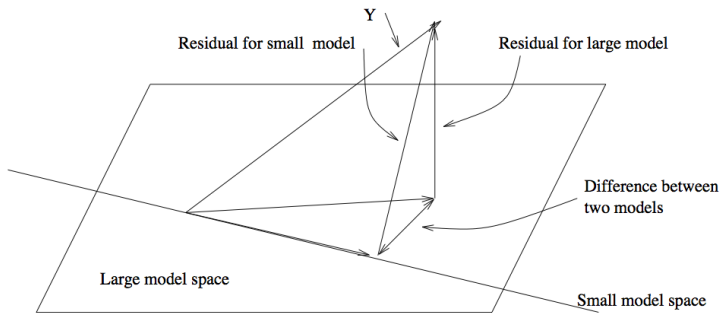 Y
Residual for small model
Residual for large model
Difference between
two models
Large model space
Small model space